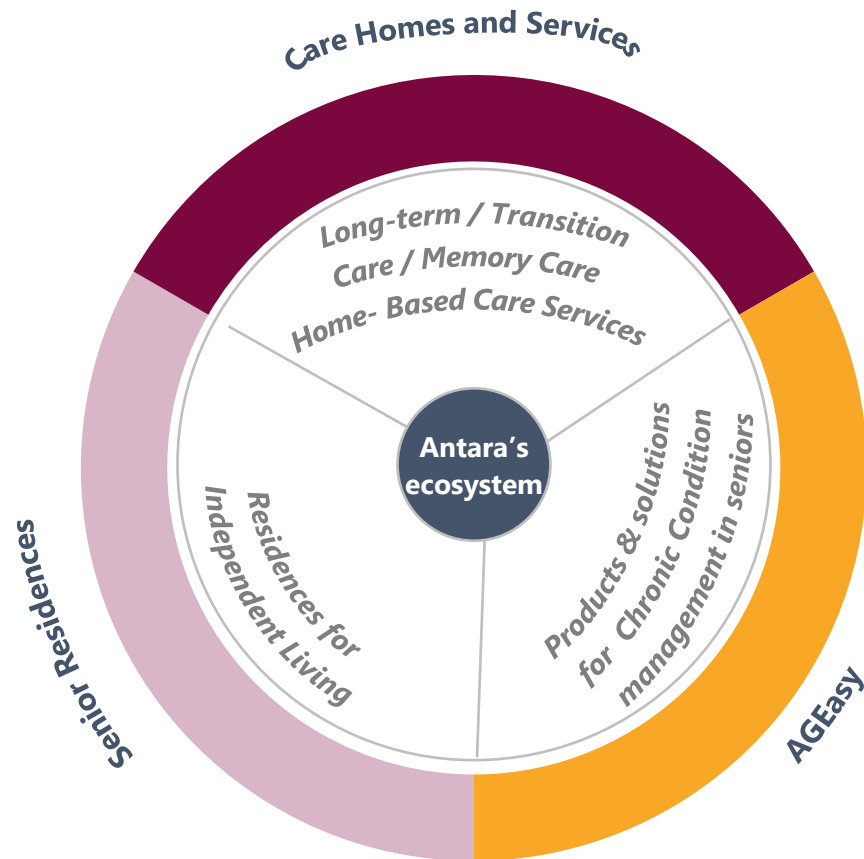 Care Homes and Services
Long-term / Transition
Care / Memory Care
Home- Based Care Services
Antara’s
ecosystem
Products & solutions
for Chronic Condition
management in seniors
AGEasy
Residences for
Independent Living
Senior Residences